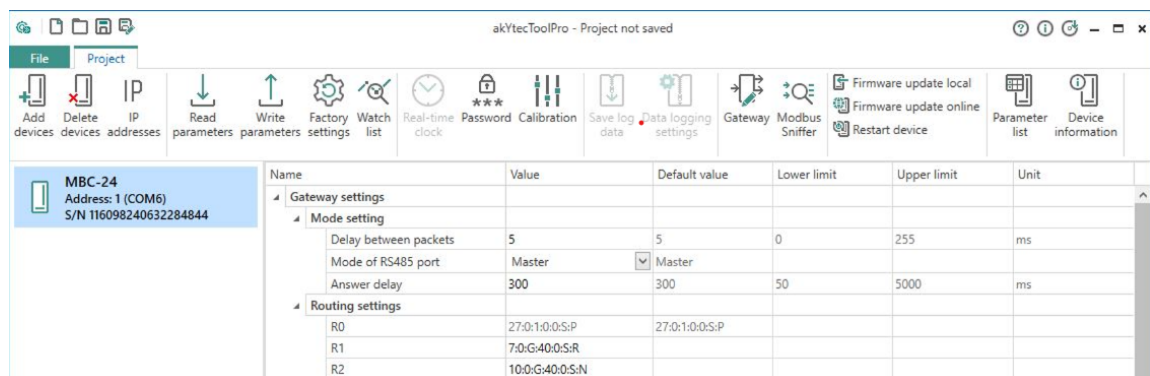 akYtecToolPro - Project not saved
File Project
Add devices
Delete devices
IP addresses
Read parameters
Write parameters
Factory settings
Watch list
Real-time clock
*** Password
Calibration
Save log data
Data logging settings
Gateway
Modbus Sniffer
Firmware update local
Firmware update online
Restart device
Parameter list
Device information
MBC-24
Address: 1 (COM6)
S/N 116098240632284844
Name Value Default value Lower limit Upper limit Unit
Gateway settings
Mode setting
Delay between packets 5 5 0 255 ms
Mode of RS485 port Master Master
Answer delay 300 300 50 5000 ms
Routing settings
R0 27:0:1:0:0:S:P 27:0:1:0:0:S:P
R1 7:0:G:40:0:S:R
R2 10:0:G:40:0:S:N